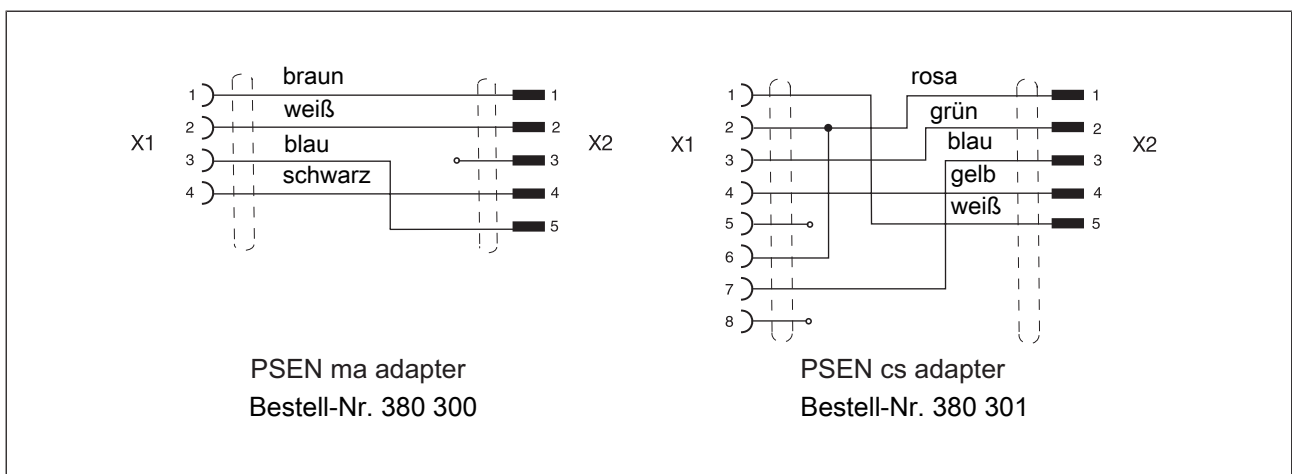 braun
1 1
weiß
2 2
X1 blau X2
3 3
schwarz
4 4
5
PSEN ma adapter
Bestell-Nr. 380 300
rosa
1 1
grün
2 2
X1 blau X2
3 3
gelb
4 4
weiß
5 5
6
7
8
PSEN cs adapter
Bestell-Nr. 380 301